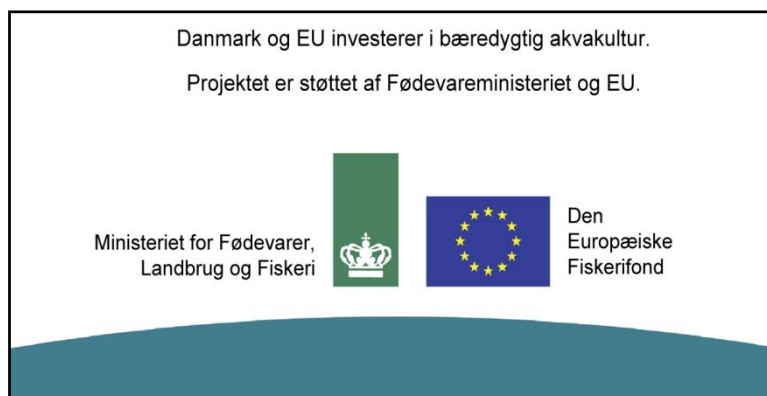 Danmark og EU investerer i bæredygtig akvakultur.
Projektet er støttet af Fødevareministeriet og EU.
Ministeriet for Fødevarer,
Landbrug og Fiskeri
Den
Europæiske
Fiskerifond